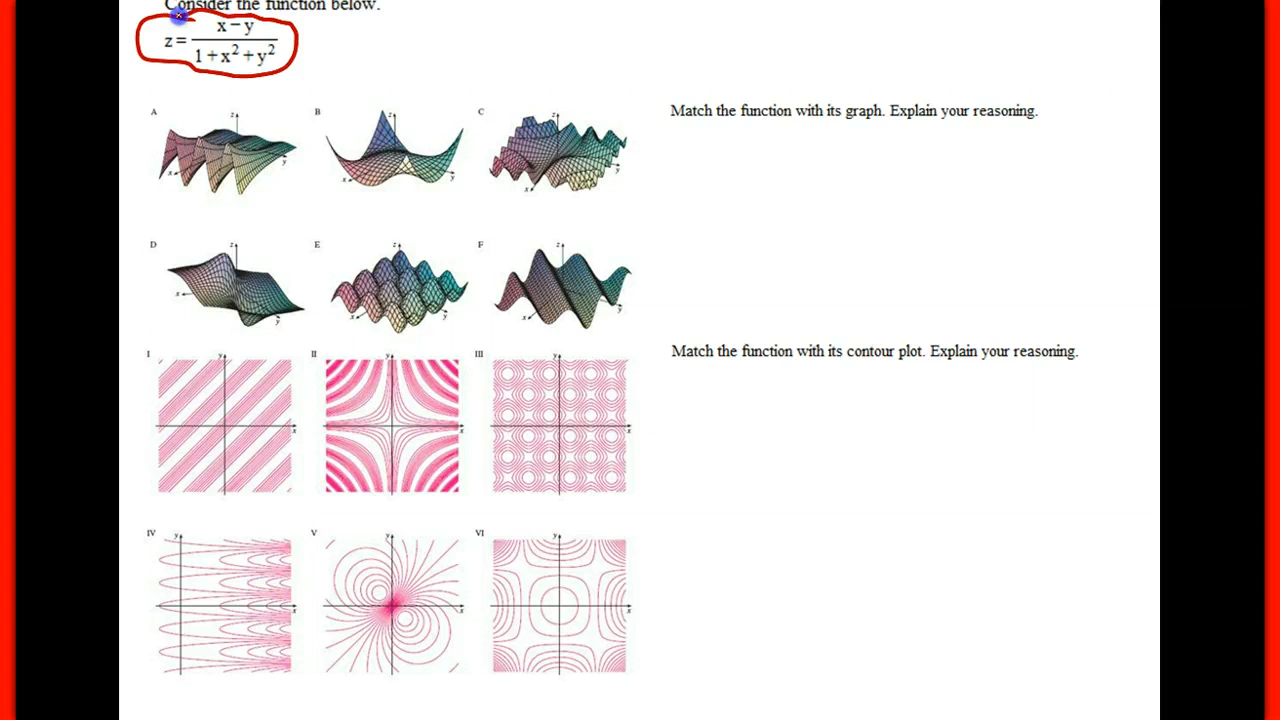 Consider the function below.
z = x − y / 1 + x² + y²
A z x y
B z x y
C z x y
Match the function with its graph. Explain your reasoning.
D z x y
E z x y
F z x y
I y x
II y x
III y x
Match the function with its contour plot. Explain your reasoning.
IV y x
V y x
VI y x